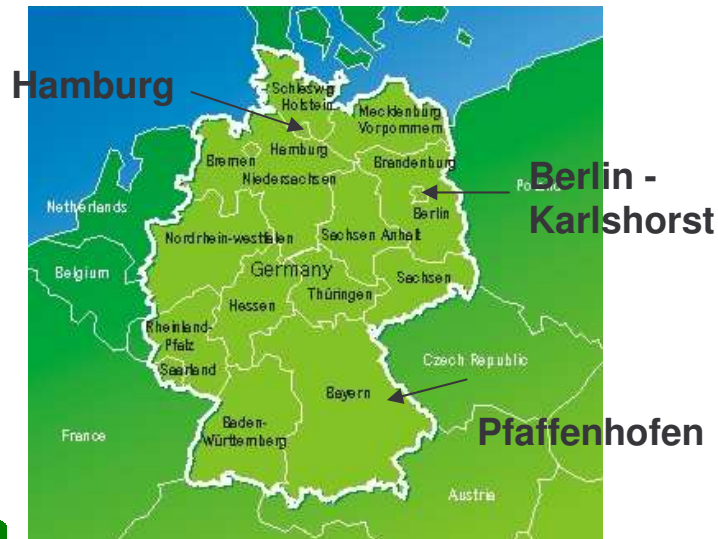 Hamburg
Schleswig
Holstein
Mecklenburg
Vorpommern
Hamburg
Bremen
Brandenburg
Niedersachsen
Berlin -
Karlshorst
Netherlands
Berlin
Nordrhein-westfalen
Sachsen Anhalt
Belgium
Germany
Sachsen
Thüringen
Hessen
Rheinland-
Pfalz
Saarland
Czech Republic
Bayern
Baden-
Württemberg
France
Pfaffenhofen
Austria